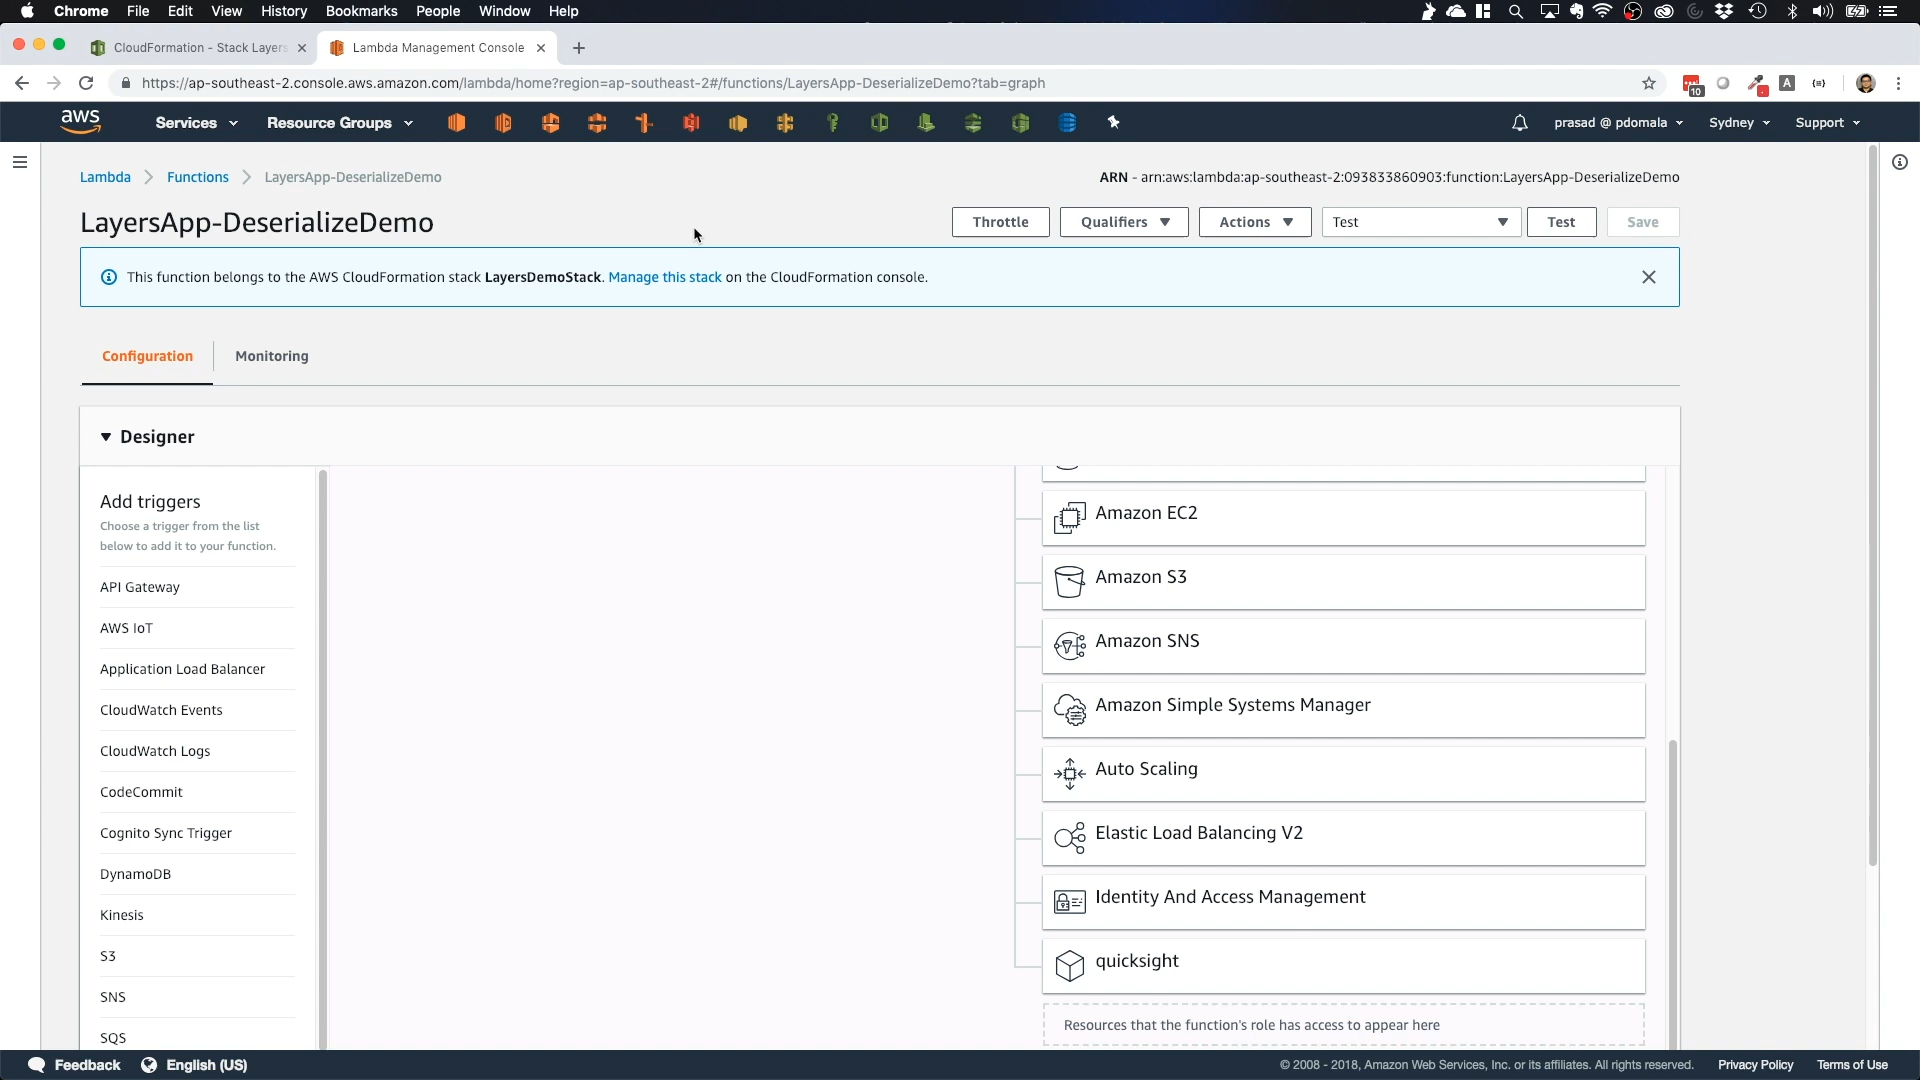 Chrome File Edit View History Bookmarks People Window Help
CloudFormation - Stack Layers
Lambda Management Console
https://ap-southeast-2.console.aws.amazon.com/lambda/home?region=ap-southeast-2#/functions/LayersApp-DeserializeDemo?tab=graph
10
A
aws Services Resource Groups prasad @ pdomala Sydney Support
Lambda Functions LayersApp-DeserializeDemo
ARN - arn:aws:lambda:ap-southeast-2:093833860903:function:LayersApp-DeserializeDemo
LayersApp-DeserializeDemo
Throttle Qualifiers Actions Test Test Save
This function belongs to the AWS CloudFormation stack LayersDemoStack. Manage this stack on the CloudFormation console.
Configuration Monitoring
Designer
Add triggers
Choose a trigger from the list
below to add it to your function.
API Gateway
AWS IoT
Application Load Balancer
CloudWatch Events
CloudWatch Logs
CodeCommit
Cognito Sync Trigger
DynamoDB
Kinesis
S3
SNS
SQS
Amazon EC2
Amazon S3
Amazon SNS
Amazon Simple Systems Manager
Auto Scaling
Elastic Load Balancing V2
Identity And Access Management
quicksight
Resources that the function's role has access to appear here
Feedback English (US)
© 2008 - 2018, Amazon Web Services, Inc. or its affiliates. All rights reserved. Privacy Policy Terms of Use